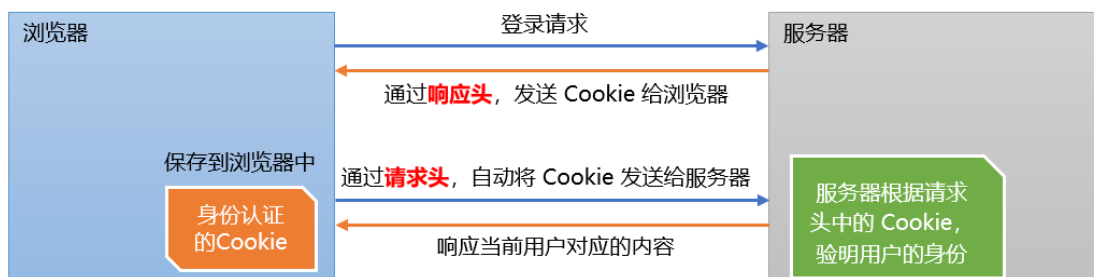 浏览器
登录请求
服务器
通过响应头，发送 Cookie 给浏览器
保存到浏览器中
通过请求头，自动将 Cookie 发送给服务器
身份认证
的Cookie
服务器根据请求
头中的 Cookie，
验明用户的身份
响应当前用户对应的内容